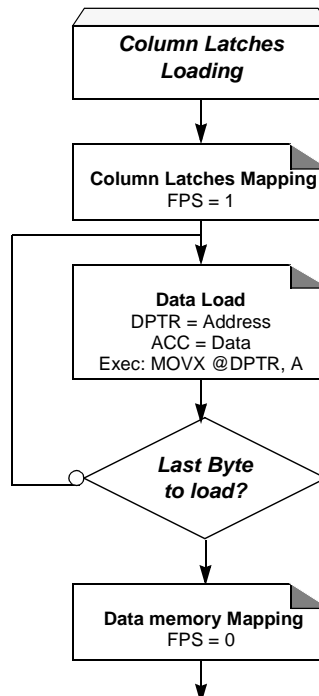 Column Latches
Loading
Column Latches Mapping
FPS = 1
Data Load
DPTR = Address
ACC = Data
Exec: MOVX @DPTR, A
Last Byte
to load?
Data memory Mapping
FPS = 0